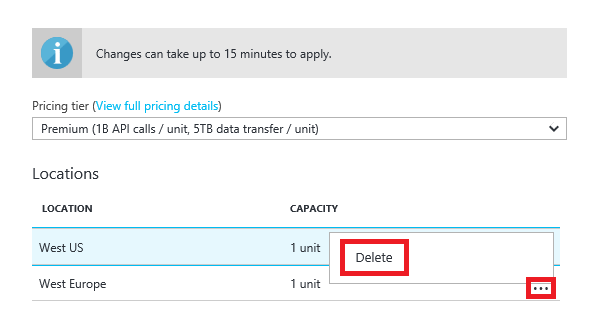 Changes can take up to 15 minutes to apply.
Pricing tier (View full pricing details)
Premium (1B API calls / unit, 5TB data transfer / unit)
Locations
LOCATION CAPACITY
West US 1 unit
Delete
West Europe 1 unit ...